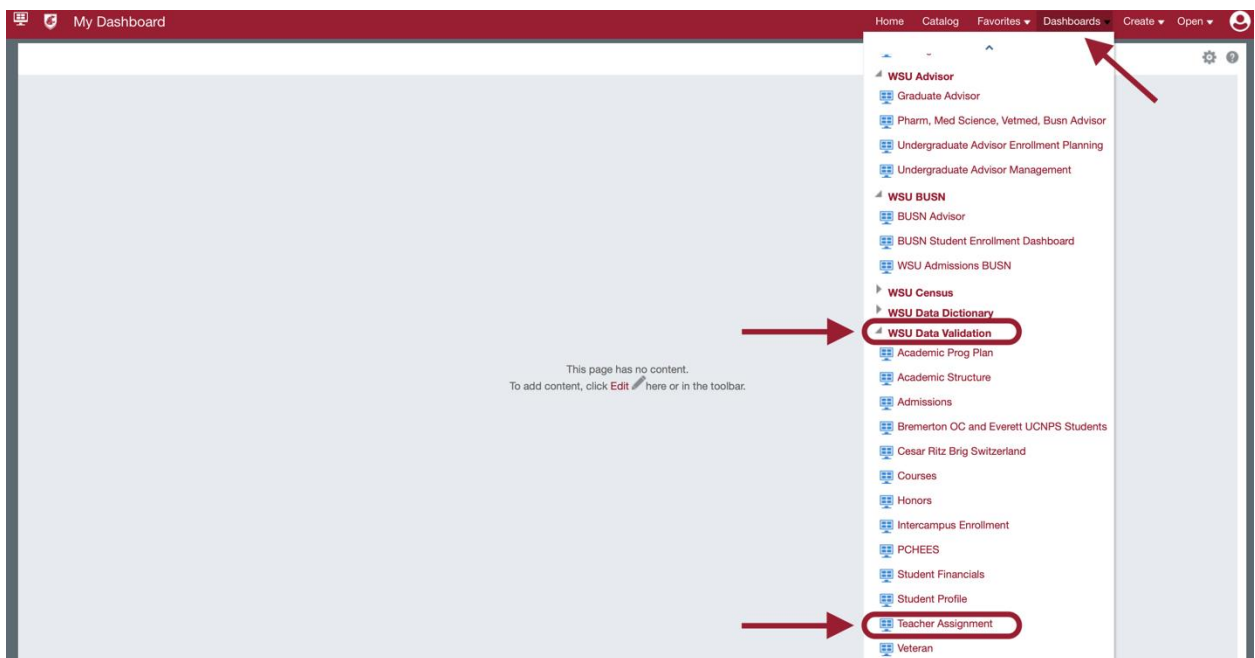 My Dashboard
Home Catalog Favorites Dashboards Create Open
WSU Advisor
Graduate Advisor
Pharm, Med Science, Vetmed, Busn Advisor
Undergraduate Advisor Enrollment Planning
Undergraduate Advisor Management
WSU BUSN
BUSN Advisor
BUSN Student Enrollment Dashboard
WSU Admissions BUSN
WSU Census
WSU Data Dictionary
WSU Data Validation
Academic Prog Plan
Academic Structure
Admissions
Bremerton OC and Everett UCNPS Students
Cesar Ritz Brig Switzerland
Courses
Honors
Intercampus Enrollment
PCHEES
Student Financials
Student Profile
Teacher Assignment
Veteran
This page has no content.
To add content, click Edit here or in the toolbar.